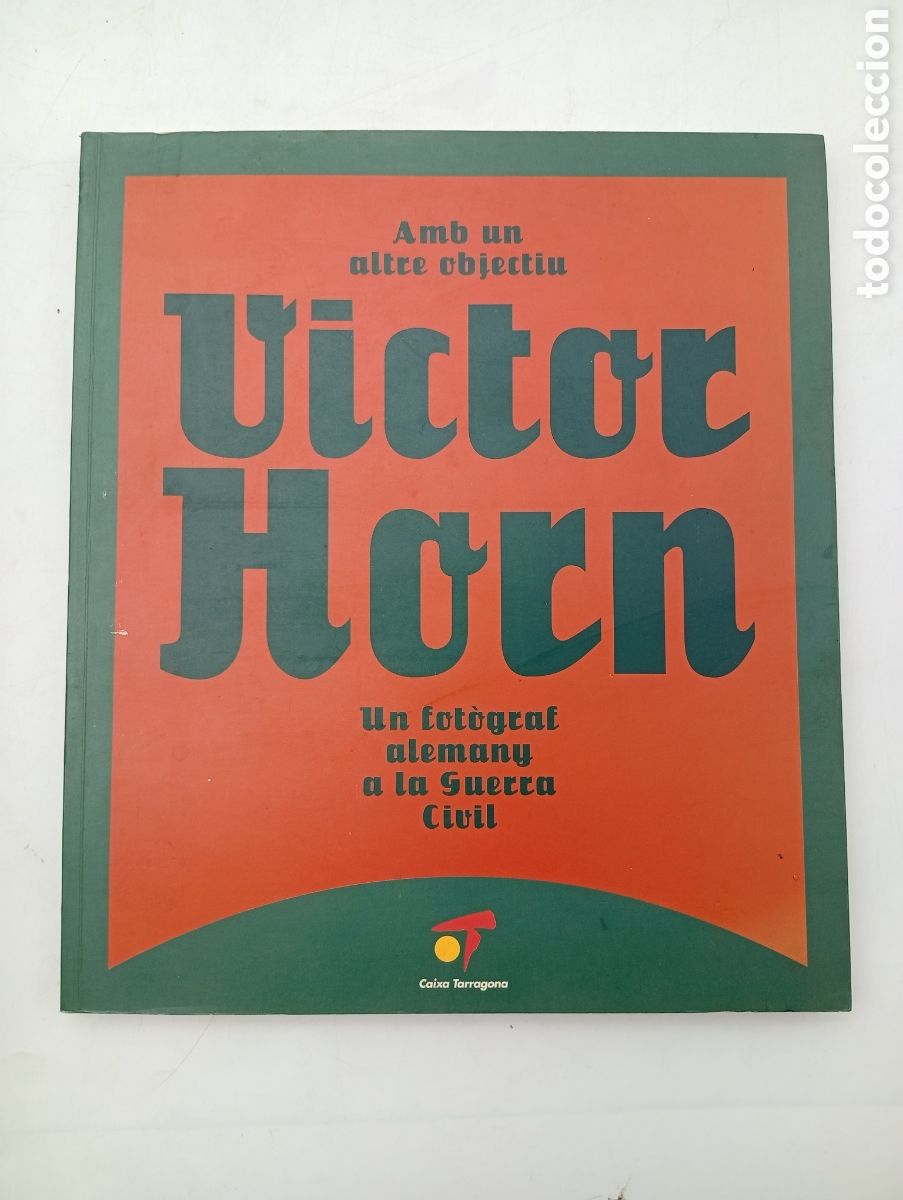 Amb un
altre objectiu
Victor
Horn
Un fotògraf
alemany
a la Guerra
Civil
Caixa Tarragona
todocoleccion